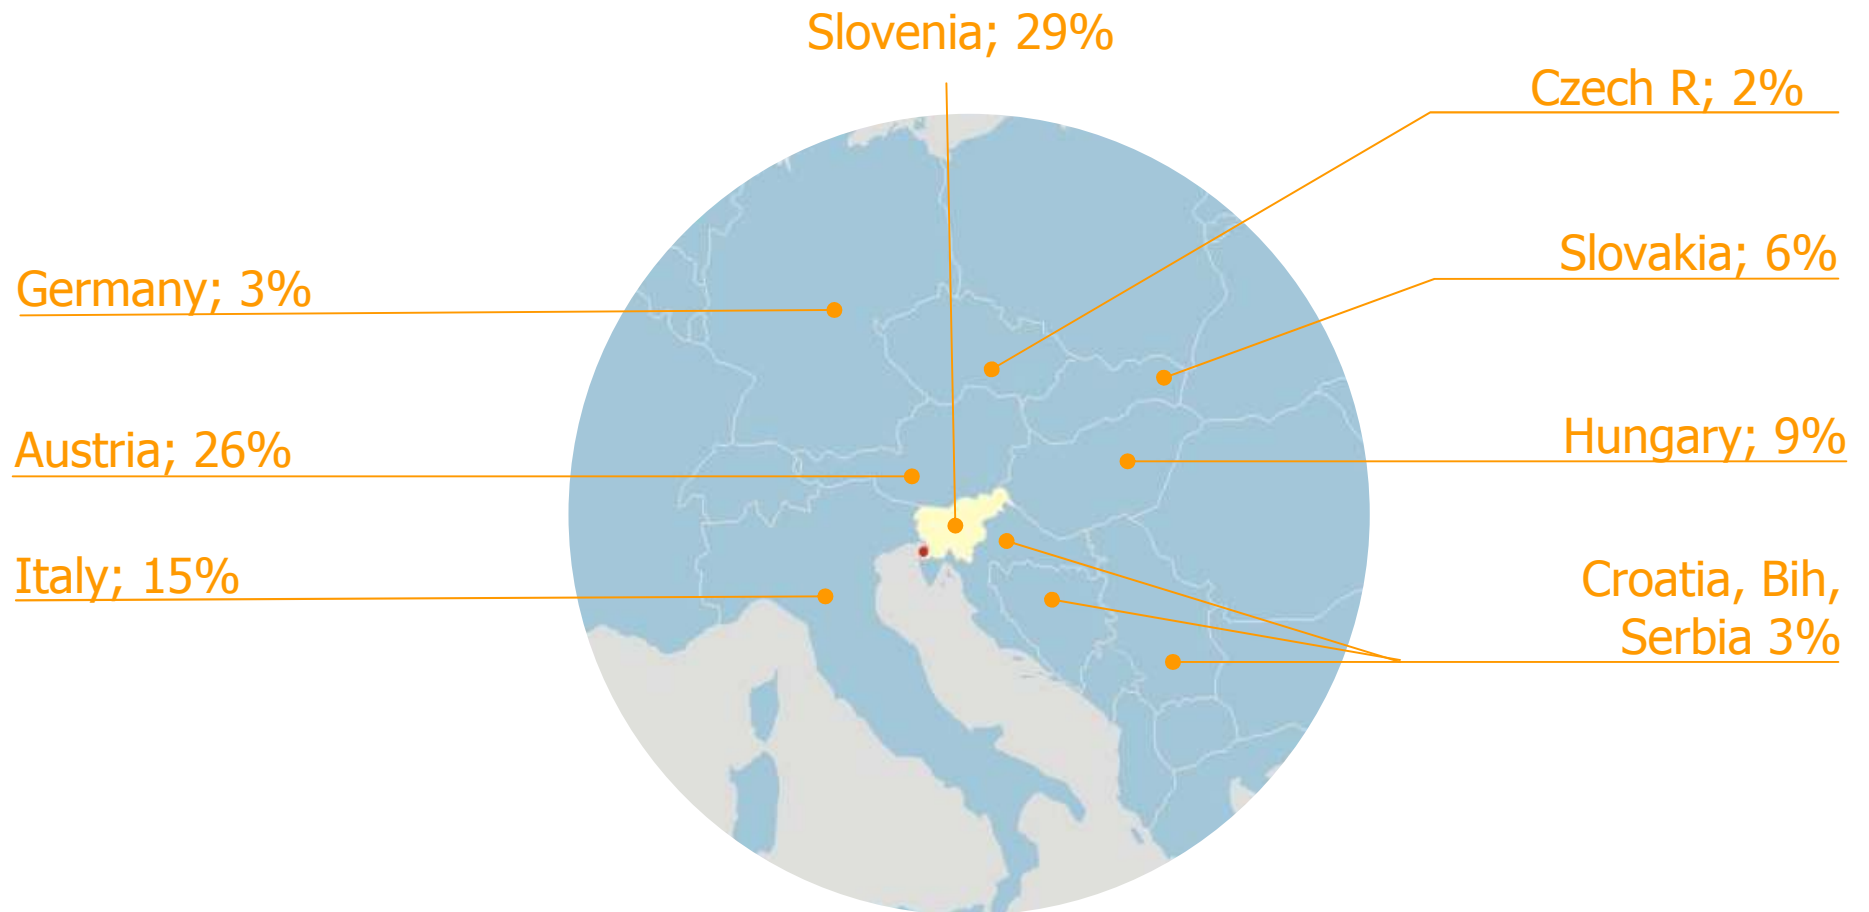 Slovenia; 29%
Czech R; 2%
Slovakia; 6%
Germany; 3%
Hungary; 9%
Austria; 26%
Italy; 15%
Croatia, Bih,
Serbia 3%